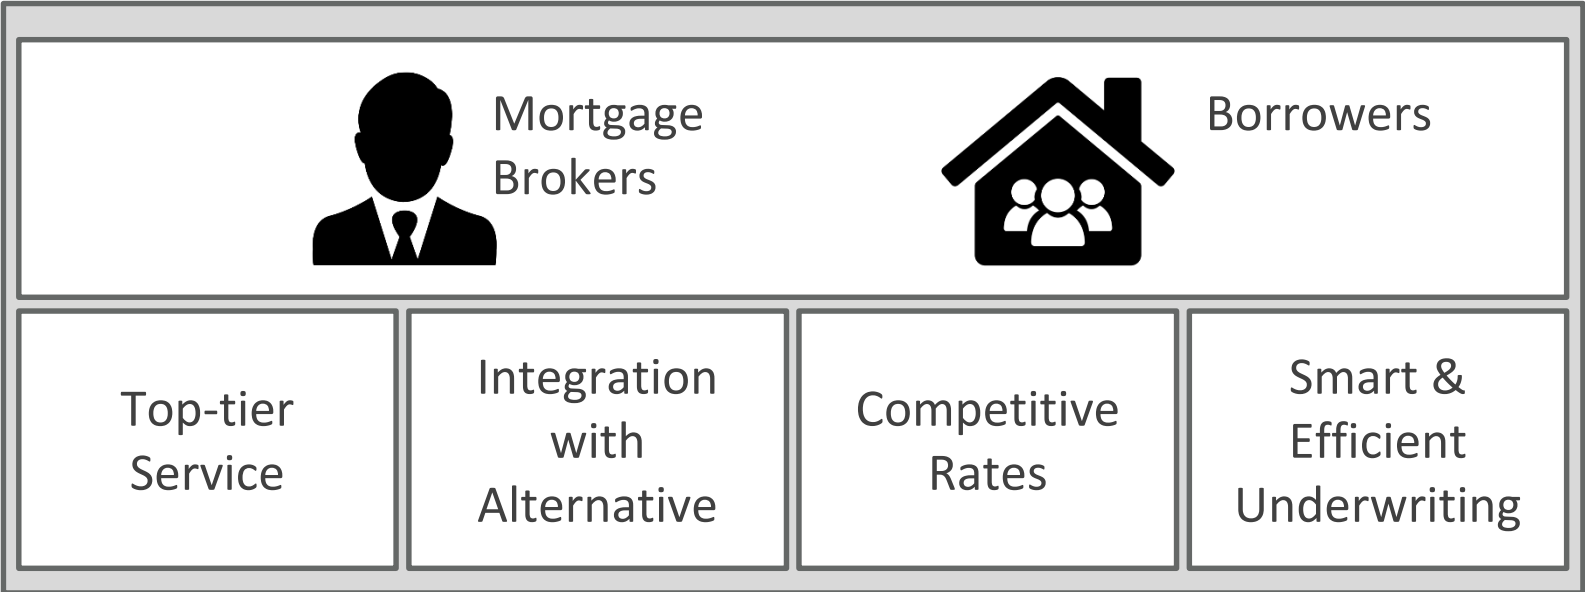 Mortgage
Brokers
Borrowers
Top-tier
Service
Integration
with
Alternative
Competitive
Rates
Smart &
Efficient
Underwriting